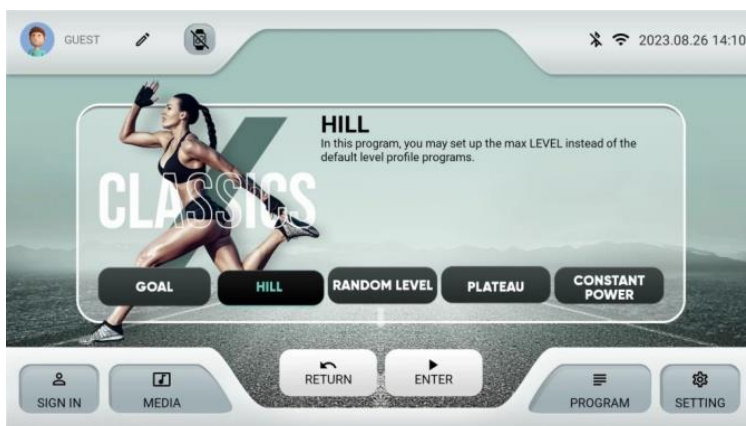 GUEST
2023.08.26 14:10
HILL
In this program, you may set up the max LEVEL instead of the
default level profile programs.
X
CLASSICS
GOAL
HILL
RANDOM LEVEL
PLATEAU
CONSTANT
POWER
RETURN
ENTER
SIGN IN
MEDIA
PROGRAM
SETTING